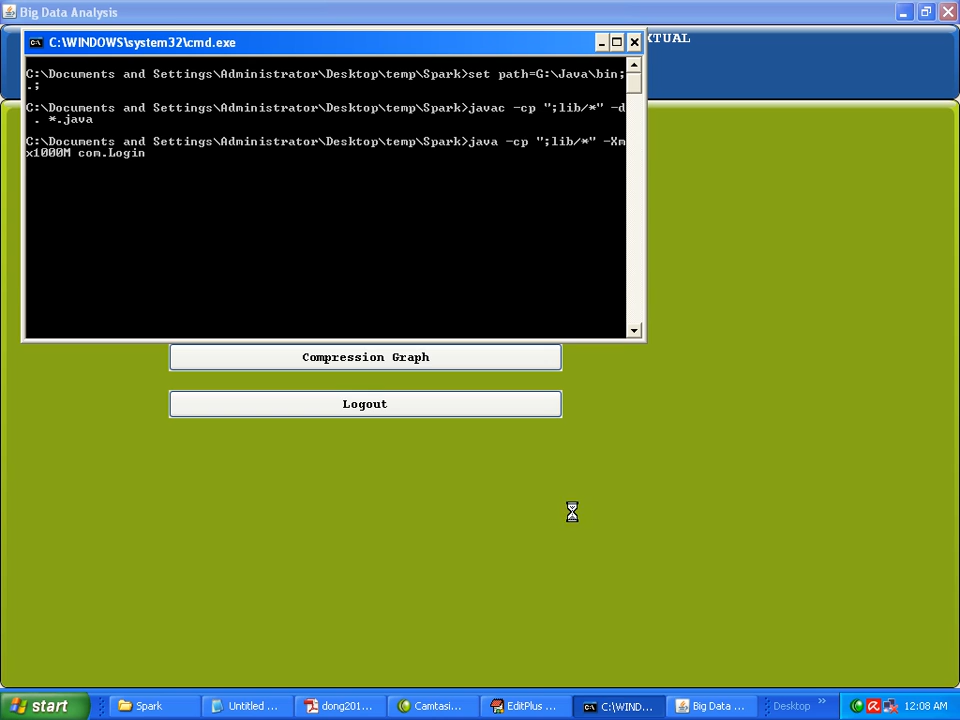 Big Data Analysis
XTUAL
C:\WINDOWS\system32\cmd.exe
C:\Documents and Settings\Administrator\Desktop\temp\Spark>set path=G:\Java\bin;
.;
C:\Documents and Settings\Administrator\Desktop\temp\Spark>javac -cp ";lib/*" -d
. *.java
C:\Documents and Settings\Administrator\Desktop\temp\Spark>java -cp ";lib/*" -Xm
x1000M com.Login
Compression Graph
Logout
start
Spark
Untitled ...
dong201...
Camtasi...
EditPlus ...
C:\WIND...
Big Data ...
Desktop
12:08 AM